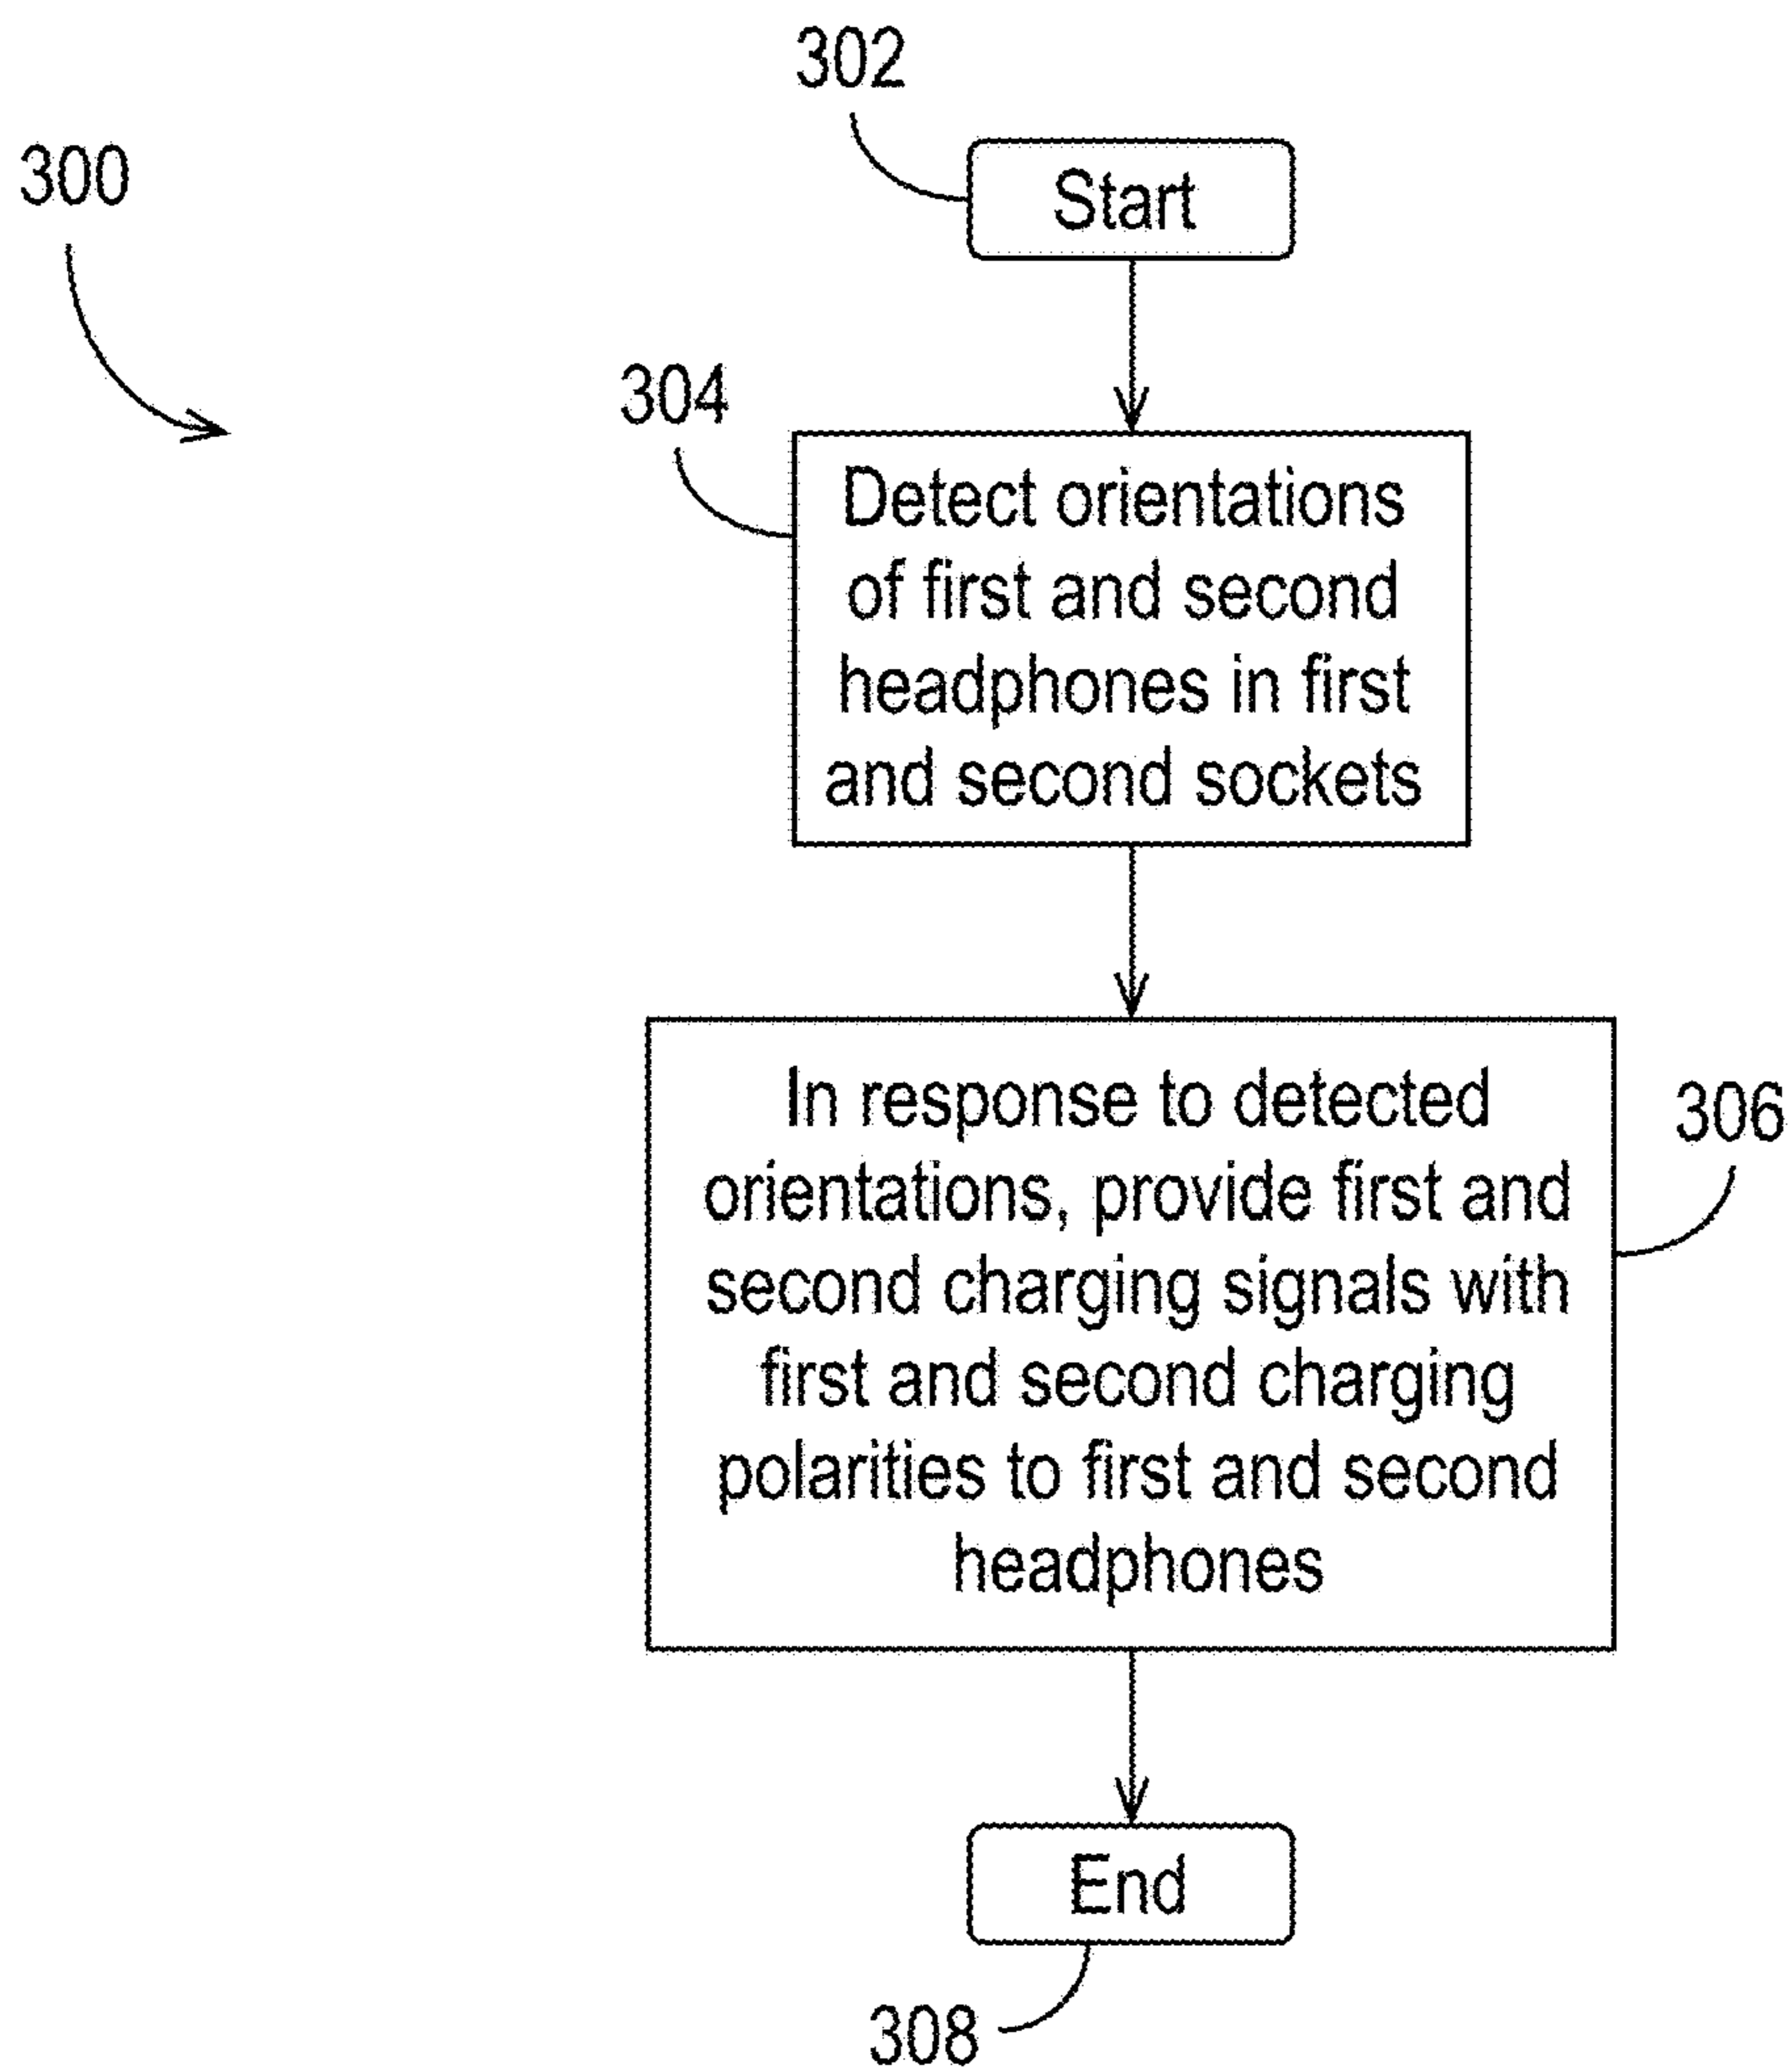 302
300
Start
304
Detect orientations
of first and second
headphones in first
and second sockets
In response to detected
306
orientations, provide first and
second charging signals with
first and second charging
polarities to first and second
headphones
End
308